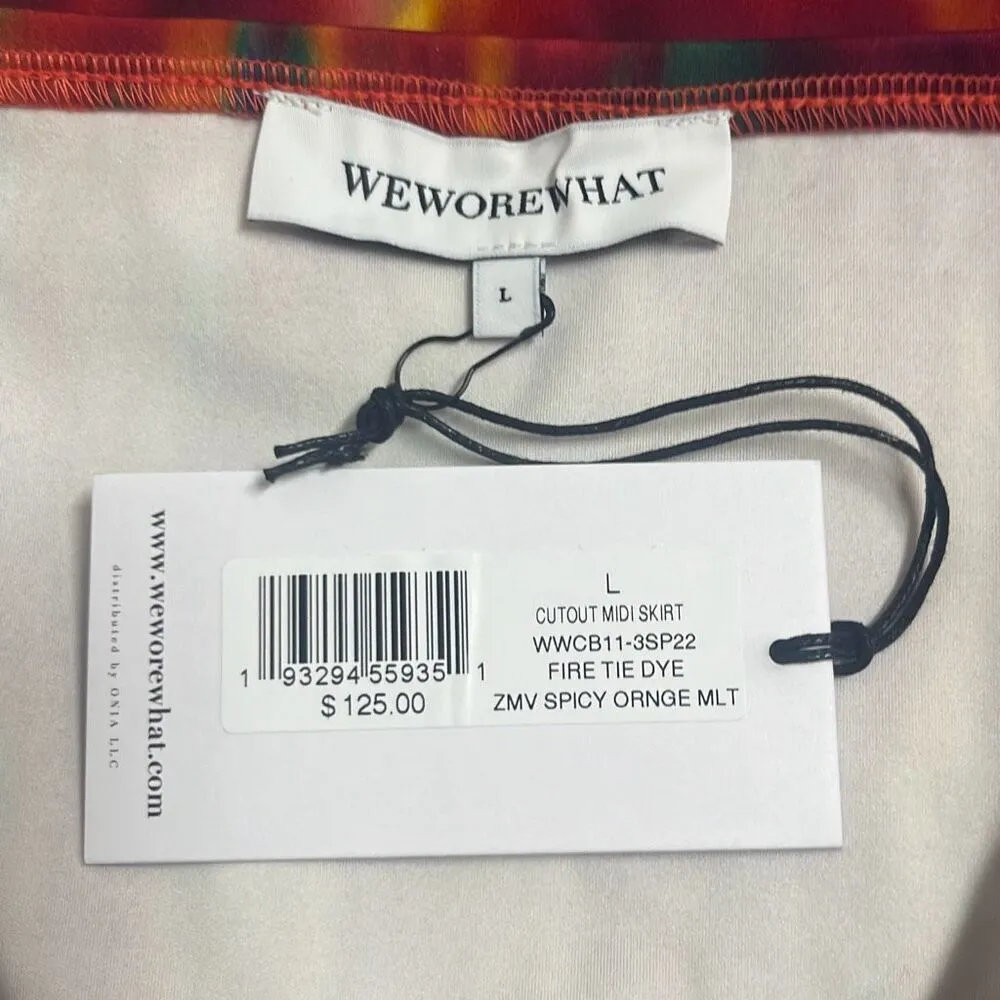 WEWOREWHAT
L
www.weworewhat.com
distributed by ONIA LLC
1 93294 55935 1
$ 125.00
L
CUTOUT MIDI SKIRT
WWCB11-3SP22
FIRE TIE DYE
ZMV SPICY ORNGE MLT